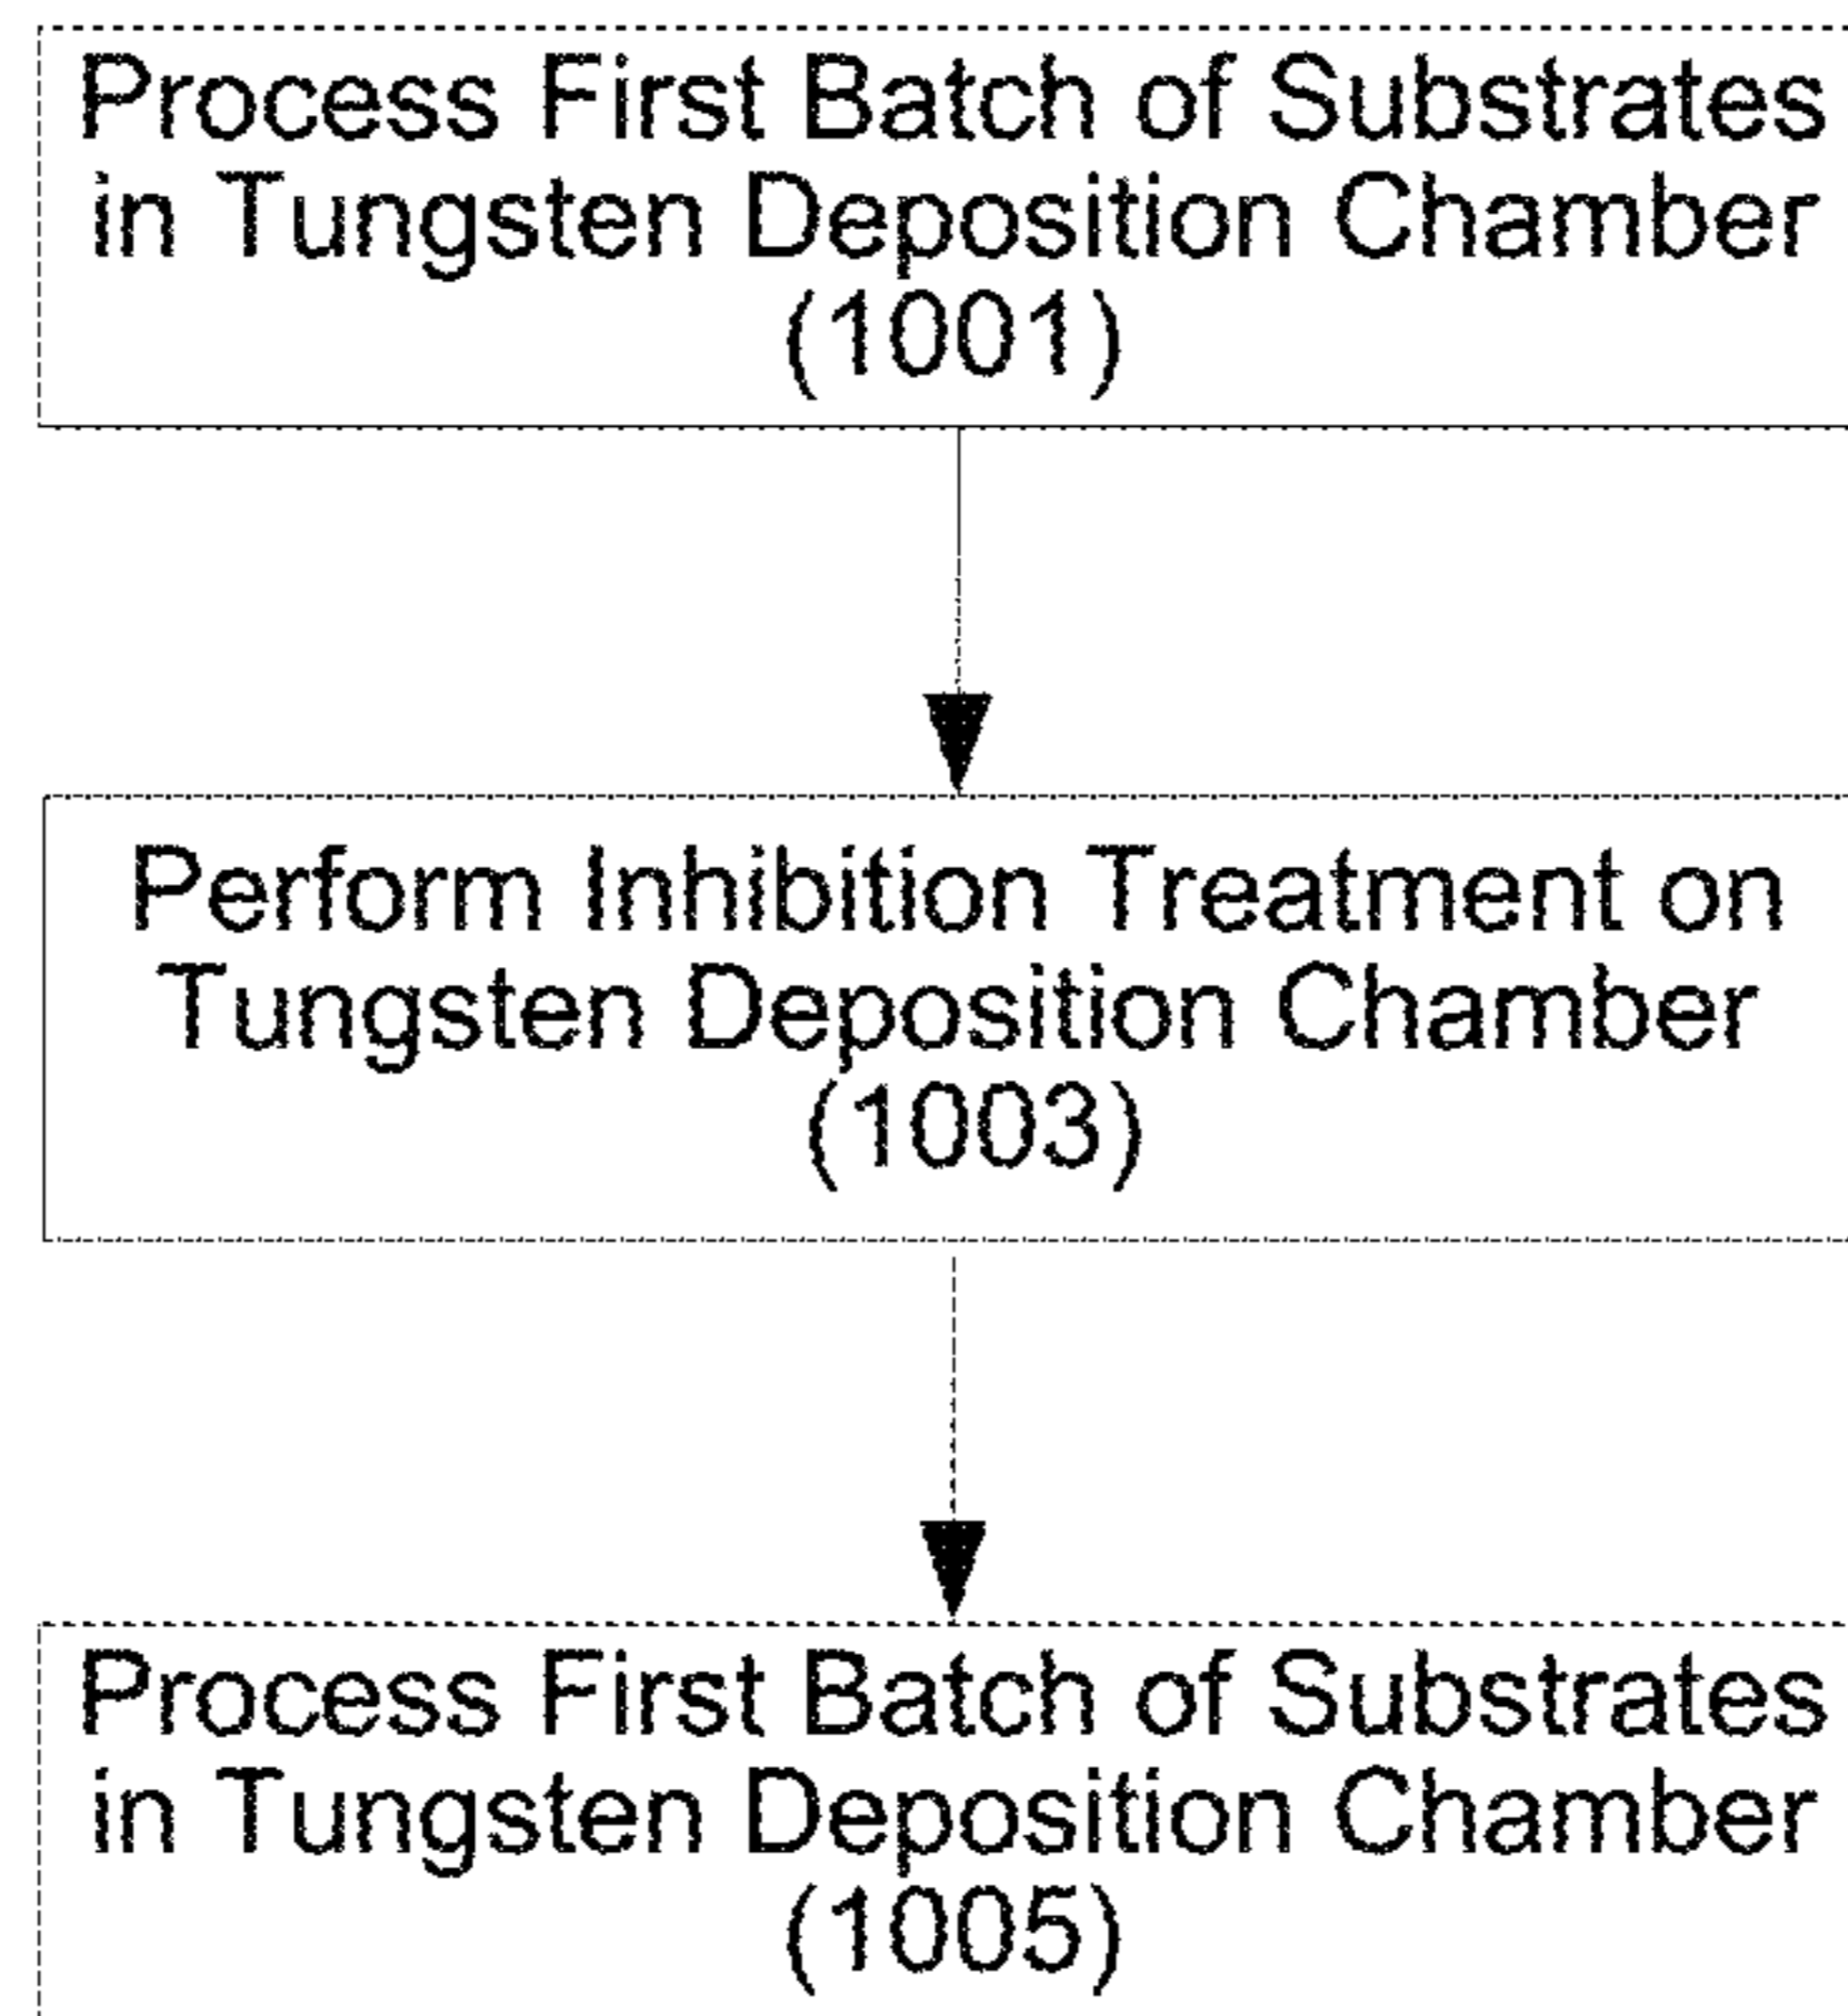 Process First Batch of Substrates
in Tungsten Deposition Chamber
(1001)
Perform Inhibition Treatment on
Tungsten Deposition Chamber
(1003)
Process First Batch of Substrates
in Tungsten Deposition Chamber
(1005)